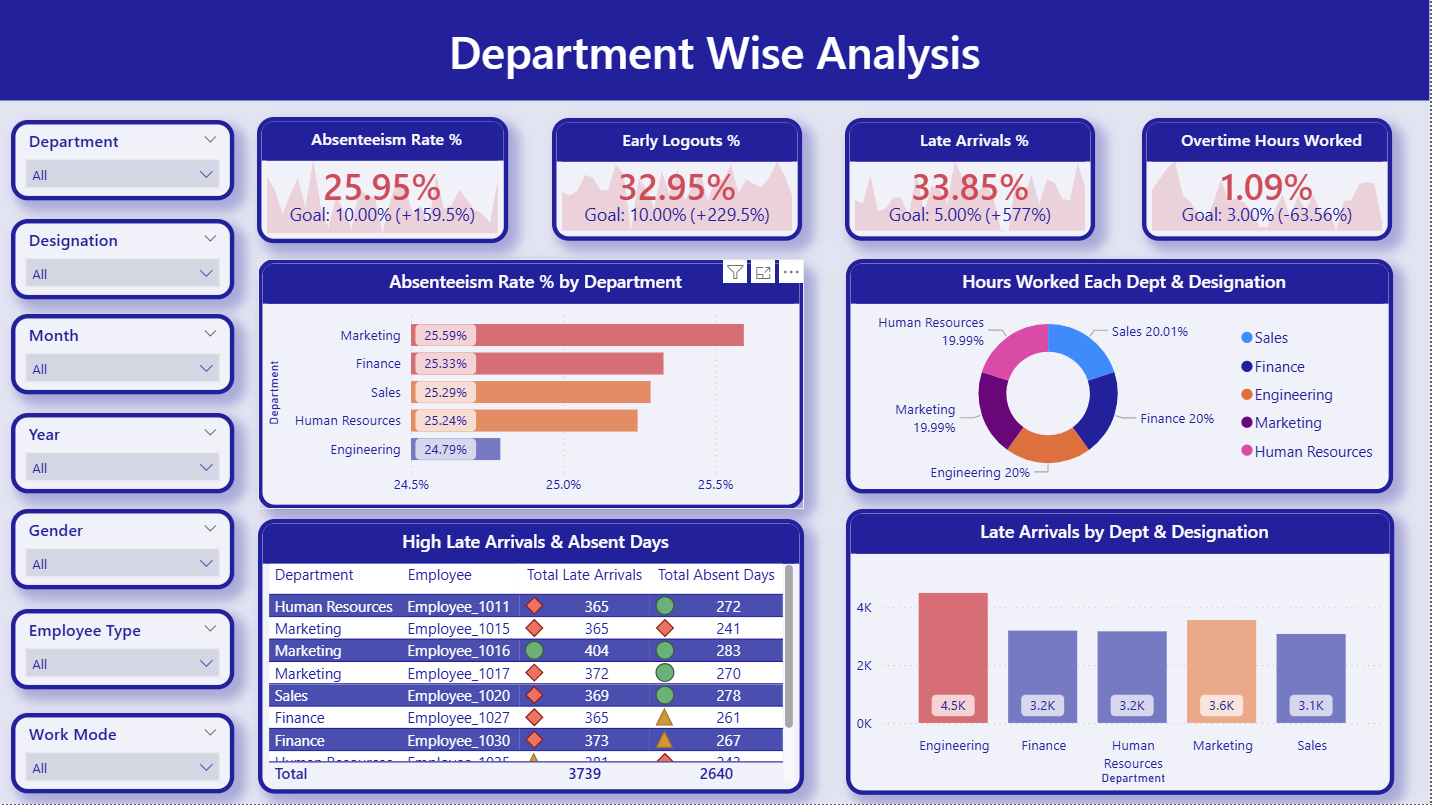 Department Wise Analysis
Department
All
Designation
All
Month
All
Year
All
Gender
All
Employee Type
All
Work Mode
All
Absenteeism Rate %
25.95%
Goal: 10.00% (+159.5%)
Early Logouts %
32.95%
Goal: 10.00% (+229.5%)
Late Arrivals %
33.85%
Goal: 5.00% (+577%)
Overtime Hours Worked
1.09%
Goal: 3.00% (-63.56%)
Absenteeism Rate % by Department
Department
Marketing 25.59%
Finance 25.33%
Sales 25.29%
Human Resources 25.24%
Engineering 24.79%
24.5% 25.0% 25.5%
Hours Worked Each Dept & Designation
Human Resources
19.99%
Sales 20.01%
Marketing
19.99%
Finance 20%
Engineering 20%
Sales
Finance
Engineering
Marketing
Human Resources
High Late Arrivals & Absent Days
Department Employee Total Late Arrivals Total Absent Days
Human Resources Employee_1011 365 272
Marketing Employee_1015 365 241
Marketing Employee_1016 404 283
Marketing Employee_1017 372 270
Sales Employee_1020 369 278
Finance Employee_1027 365 261
Finance Employee_1030 373 267
Total 3739 2640
Late Arrivals by Dept & Designation
4K
2K
0K
4.5K 3.2K 3.2K 3.6K 3.1K
Engineering Finance Human Marketing Sales
Resources
Department